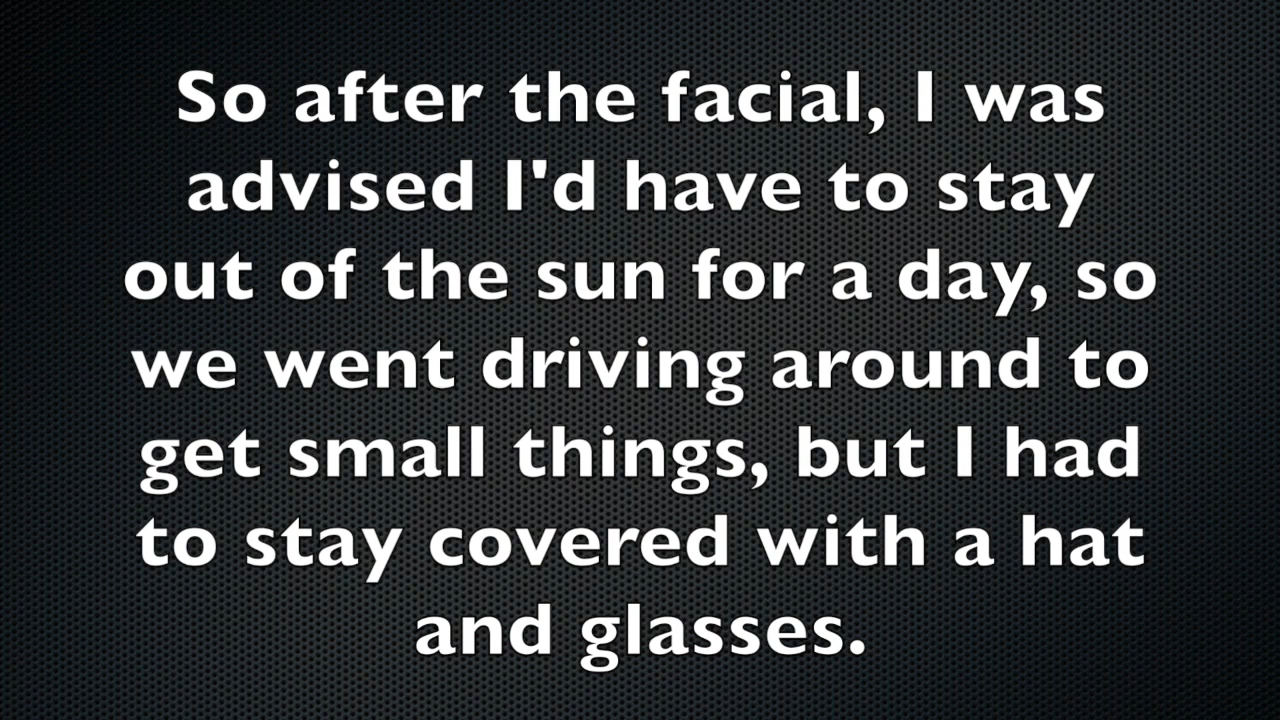 So after the facial, I was
advised I'd have to stay
out of the sun for a day, so
we went driving around to
get small things, but I had
to stay covered with a hat
and glasses.